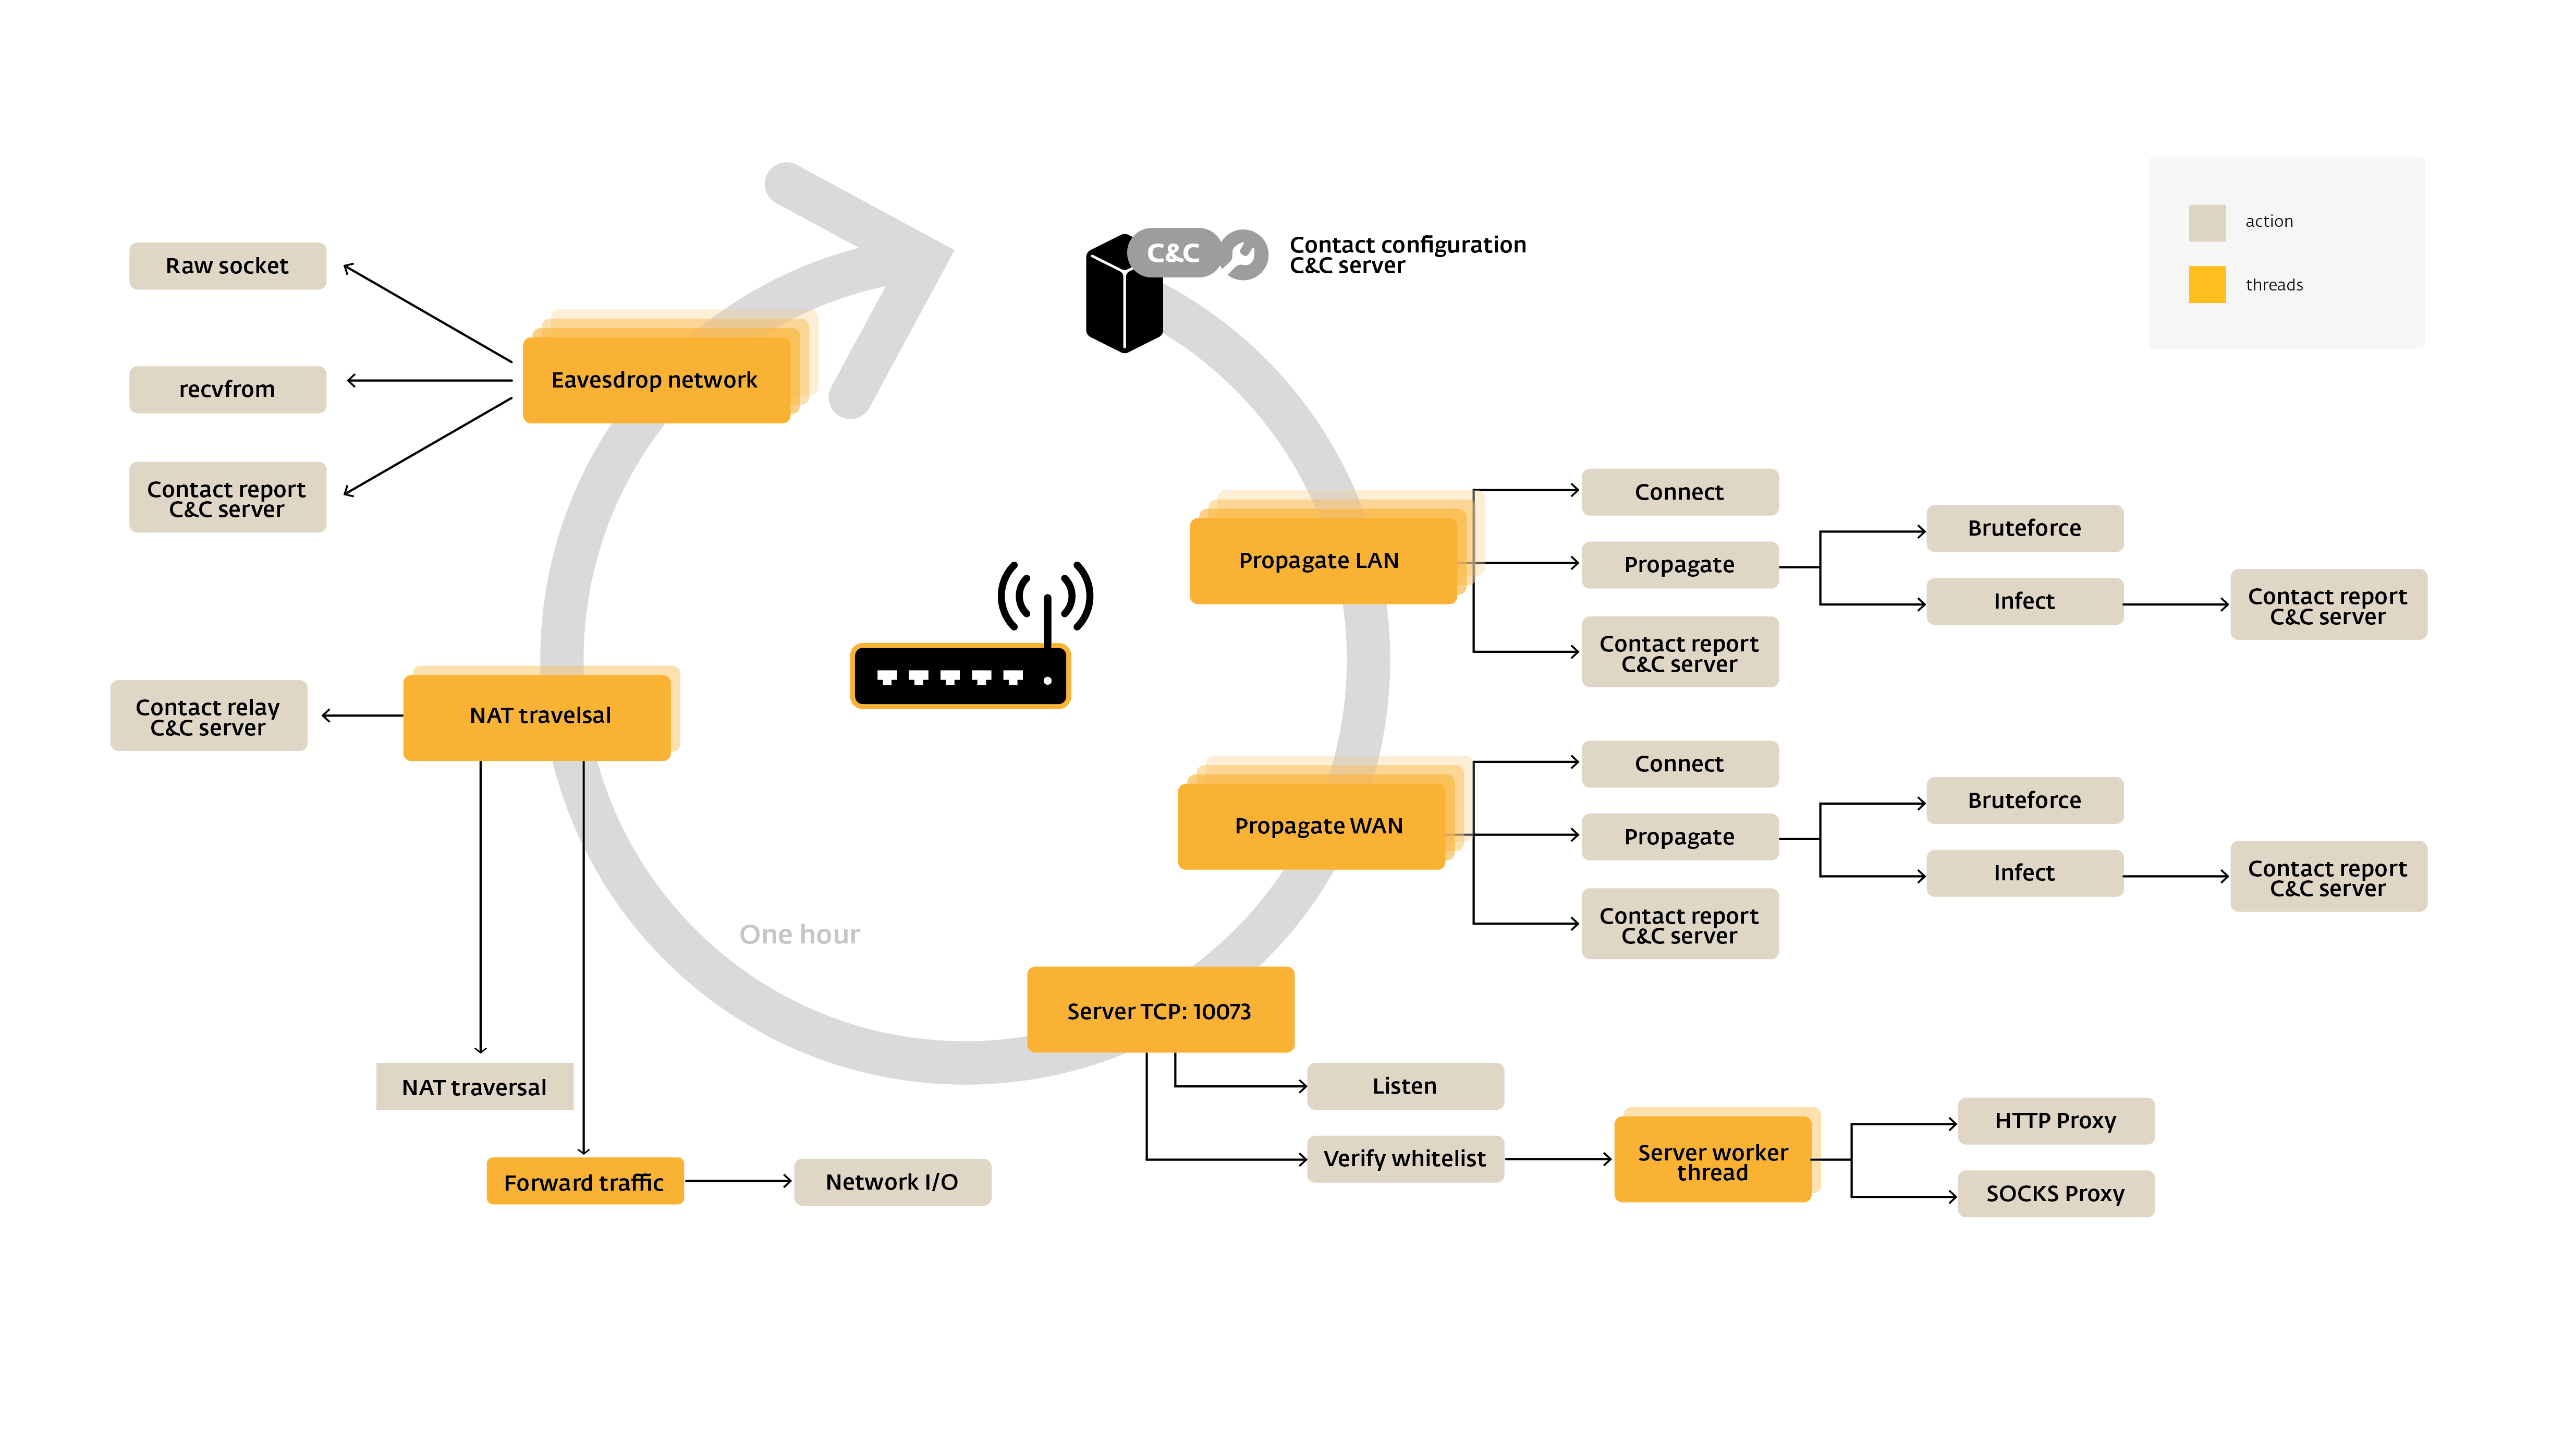 C&C
Contact configuration
C&C server
action
threads
Raw socket
recvfrom
Contact report
C&C server
Eavesdrop network
Propagate LAN
Connect
Propagate
Contact report
C&C server
Bruteforce
Infect
Contact report
C&C server
Contact relay
C&C server
NAT travelsal
Propagate WAN
Connect
Propagate
Contact report
C&C server
Bruteforce
Infect
Contact report
C&C server
One hour
Server TCP: 10073
Listen
Verify whitelist
Server worker
thread
HTTP Proxy
SOCKS Proxy
NAT traversal
Forward traffic
Network I/O